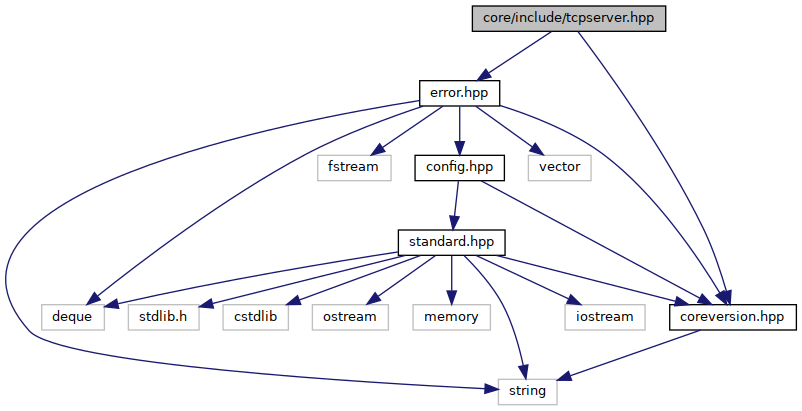 core/include/tcpserver.hpp
error.hpp
fstream
config.hpp
vector
standard.hpp
deque
stdlib.h
cstdlib
ostream
memory
iostream
coreversion.hpp
string